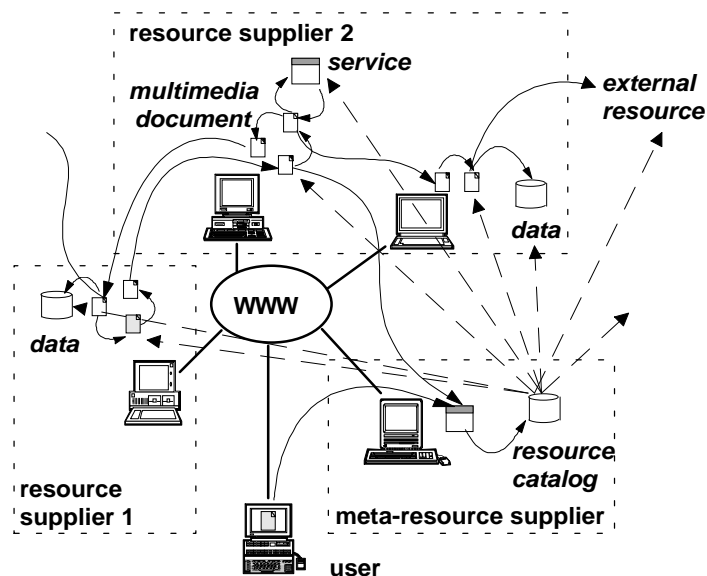 resource supplier 2
service
multimedia
document
external
resource
data
WWW
data
resource
catalog
resource
supplier 1
meta-resource supplier
user